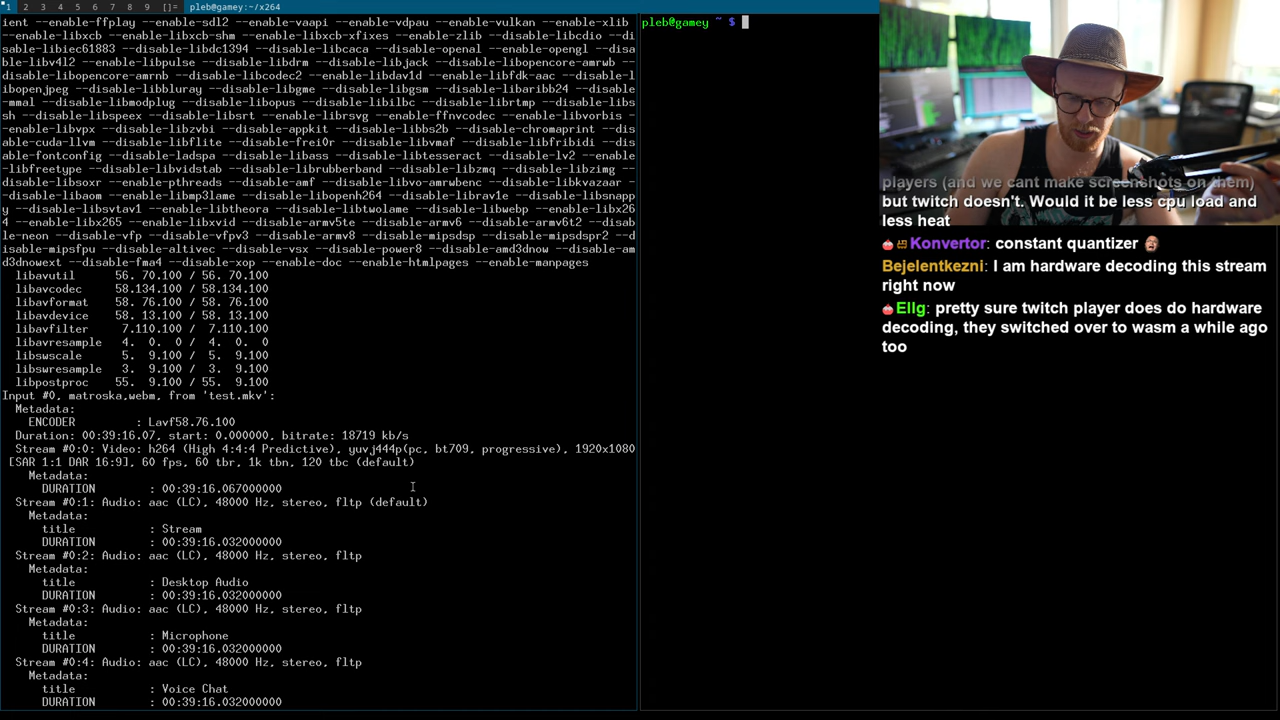 1 2 3 4 5 6 7 8 9 []= pleb@gamey:~/x264
ient --enable-ffplay --enable-sdl2 --enable-vaapi --enable-vdpau --enable-vulkan --enable-xlib
--enable-libxcb --enable-libxcb-shm --enable-libxcb-xfixes --enable-zlib --disable-libcdio --di
sable-libiec61883 --disable-libdc1394 --disable-libcaca --disable-openal --enable-opengl --disa
ble-libv4l2 --enable-libpulse --disable-libdrm --disable-libjack --disable-libopencore-amrwb --
disable-libopencore-amrnb --disable-libcodec2 --enable-libdav1d --enable-libfdk-aac --disable-l
ibopenjpeg --disable-libbluray --disable-libgme --disable-libgsm --disable-libaribb24 --disable
-mmal --disable-libmodplug --disable-libopus --disable-libilbc --disable-librtmp --disable-libs
sh --disable-libspeex --disable-libsrt --enable-librsvg --enable-ffnvcodec --enable-libvorbis -
-enable-libvpx --disable-libzvbi --disable-appkit --disable-libbs2b --disable-chromaprint --dis
able-cuda-llvm --disable-libflite --disable-frei0r --disable-libvmaf --disable-libfribidi --dis
able-fontconfig --disable-ladspa --disable-libass --disable-libtesseract --disable-lv2 --enable
-libfreetype --disable-libvidstab --disable-librubberband --disable-libzmq --disable-libzimg --
disable-libsoxr --enable-pthreads --disable-amf --disable-libvo-amrwbenc --disable-libkvazaar -
-disable-libaom --enable-libmp3lame --disable-libopenh264 --disable-librav1e --disable-libsnapp
y --disable-libsvtav1 --enable-libtheora --disable-libtwolame --enable-libwebp --enable-libx26
4 --enable-libx265 --enable-libxvid --disable-armv5te --disable-armv6 --disable-armv6t2 --disab
le-neon --disable-vfp --disable-vfpv3 --disable-armv8 --disable-mipsdsp --disable-mipsdspr2 --d
isable-mipsfpu --disable-altivec --disable-vsx --disable-power8 --disable-amd3dnow --disable-am
d3dnowext --disable-fma4 --disable-xop --enable-doc --enable-htmlpages --enable-manpages
libavutil 56. 70.100 / 56. 70.100
libavcodec 58.134.100 / 58.134.100
libavformat 58. 76.100 / 58. 76.100
libavdevice 58. 13.100 / 58. 13.100
libavfilter 7.110.100 / 7.110.100
libavresample 4. 0. 0 / 4. 0. 0
libswscale 5. 9.100 / 5. 9.100
libswresample 3. 9.100 / 3. 9.100
libpostproc 55. 9.100 / 55. 9.100
Input #0, matroska,webm, from 'test.mkv':
Metadata:
ENCODER : Lavf58.76.100
Duration: 00:39:16.07, start: 0.000000, bitrate: 18719 kb/s
Stream #0:0: Video: h264 (High 4:4:4 Predictive), yuvj444p(pc, bt709, progressive), 1920x1080
[SAR 1:1 DAR 16:9], 60 fps, 60 tbr, 1k tbn, 120 tbc (default)
Metadata:
DURATION : 00:39:16.067000000
Stream #0:1: Audio: aac (LC), 48000 Hz, stereo, fltp (default)
Metadata:
title : Stream
DURATION : 00:39:16.032000000
Stream #0:2: Audio: aac (LC), 48000 Hz, stereo, fltp
Metadata:
title : Desktop Audio
DURATION : 00:39:16.032000000
Stream #0:3: Audio: aac (LC), 48000 Hz, stereo, fltp
Metadata:
title : Microphone
DURATION : 00:39:16.032000000
Stream #0:4: Audio: aac (LC), 48000 Hz, stereo, fltp
Metadata:
title : Voice Chat
DURATION : 00:39:16.032000000
pleb@gamey ~ $
players (and we cant make screenshots on them)
but twitch doesn't. Would it be less cpu load and
less heat
Konvertor: constant quantizer
Bejelentkezni: I am hardware decoding this stream
right now
Ellg: pretty sure twitch player does do hardware
decoding, they switched over to wasm a while ago
too